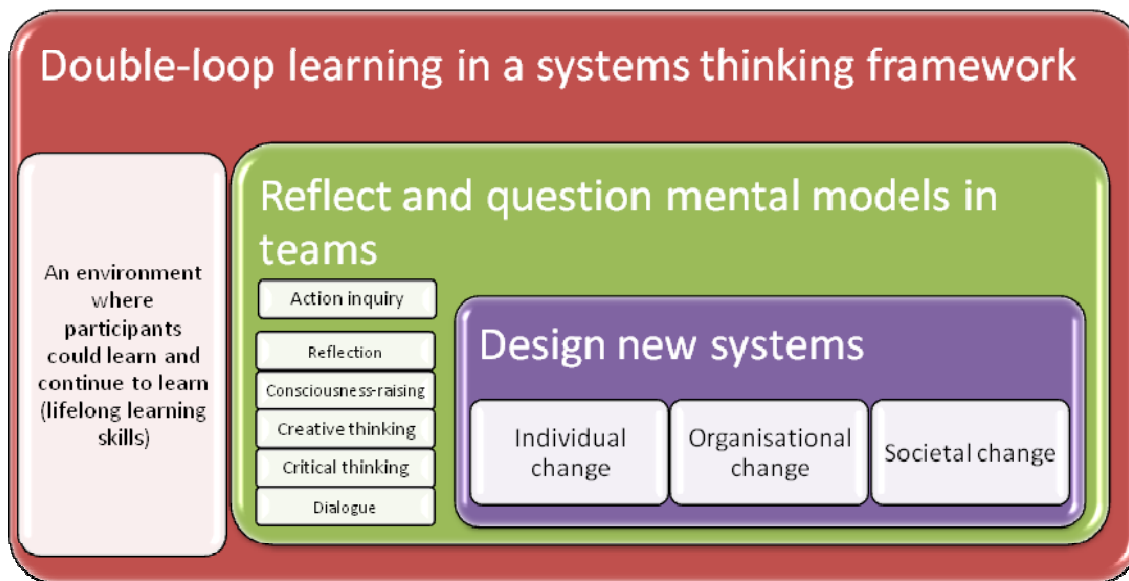 Double-loop learning in a systems thinking framework
An environment
where
participants
could learn and
continue to learn
(lifelong learning
skills)
Reflect and question mental models in
teams
Action inquiry
Reflection
Consciousness-raising
Creative thinking
Critical thinking
Dialogue
Design new systems
Individual
change
Organisational
change
Societal change